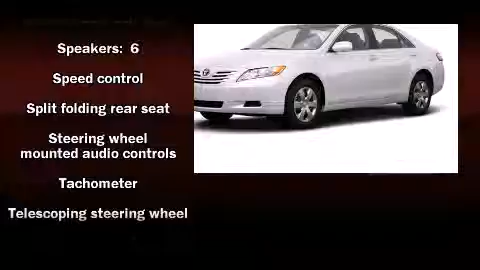 Speakers:  6
Speed control
Split folding rear seat
Steering wheel
mounted audio controls
Tachometer
Telescoping steering wheel